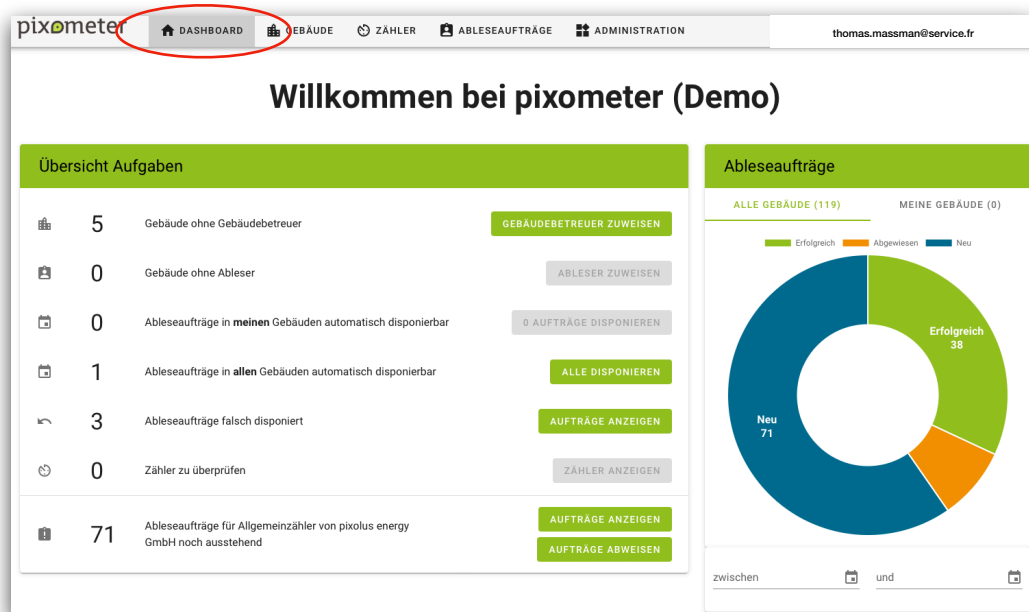 pixometer
DASHBOARD GEBÄUDE ZÄHLER ABLESEAUFTRÄGE ADMINISTRATION
thomas.massman@service.fr
Willkommen bei pixometer (Demo)
Übersicht Aufgaben
5 Gebäude ohne Gebäudebetreuer GEBÄUDEBETREUER ZUWEISEN
0 Gebäude ohne Ableser ABLESER ZUWEISEN
0 Ableseaufträge in meinen Gebäuden automatisch disponierbar 0 AUFTRÄGE DISPONIEREN
1 Ableseaufträge in allen Gebäuden automatisch disponierbar ALLE DISPONIEREN
3 Ableseaufträge falsch disponiert AUFTRÄGE ANZEIGEN
0 Zähler zu überprüfen ZÄHLER ANZEIGEN
71 Ableseaufträge für Allgemeinzähler von pixolus energy
GmbH noch ausstehend
AUFTRÄGE ANZEIGEN
AUFTRÄGE ABWEISEN
Ableseaufträge
ALLE GEBÄUDE (119) MEINE GEBÄUDE (0)
Erfolgreich Abgewiesen Neu
Erfolgreich
38
Neu
71
zwischen und